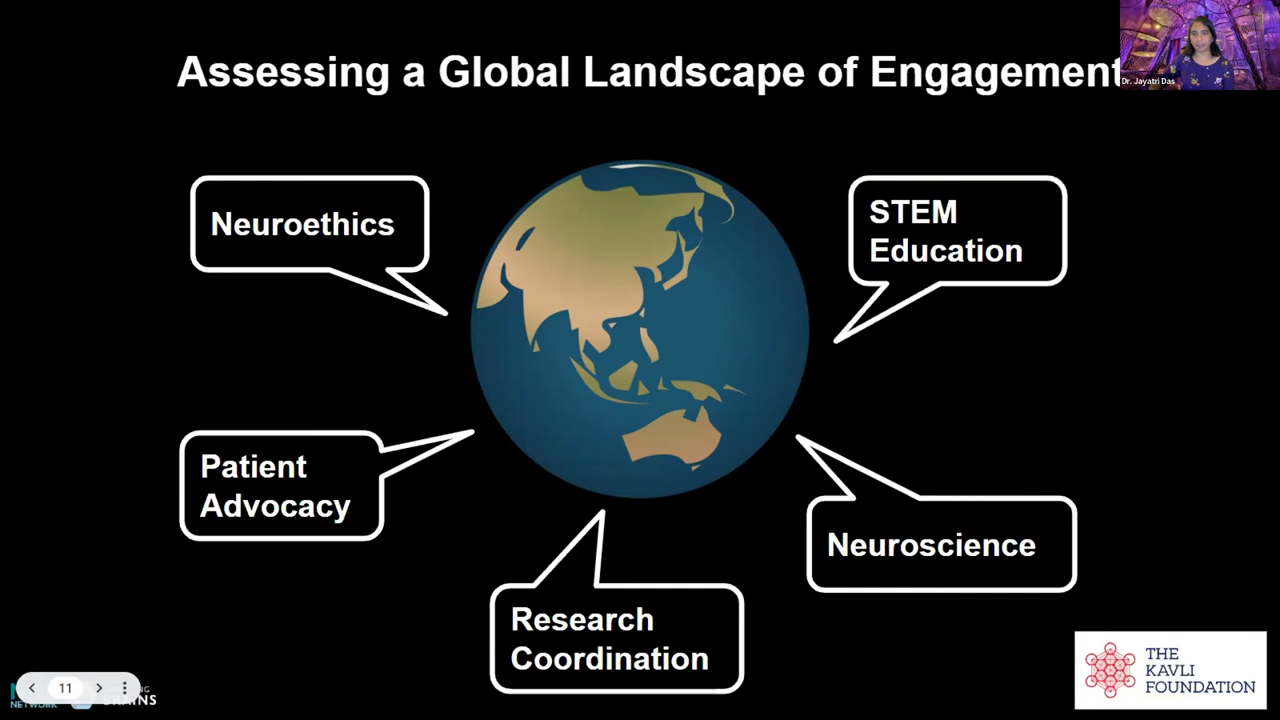 Assessing a Global Landscape of Engagement
Dr. Jayatri Das
Neuroethics
STEM
Education
Patient
Advocacy
Neuroscience
Research
Coordination
THE
KAVLI
FOUNDATION
11
NETWORK
BRAINS